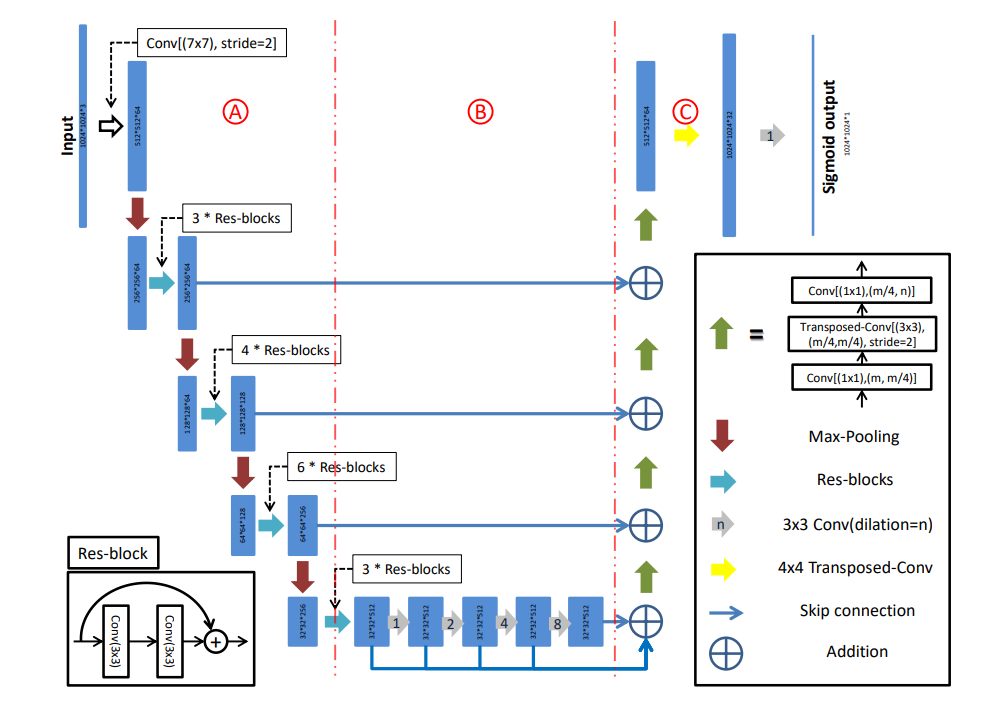 Conv[(7x7), stride=2]
Input
1024*1024*3
512*512*64
A
B
C
512*512*64
1024*1024*32
1
Sigmoid output
1024*1024*1
3 * Res-blocks
256*256*64
256*256*64
4 * Res-blocks
128*128*64
128*128*128
6 * Res-blocks
64*64*128
64*64*256
3 * Res-blocks
32*32*256
32*32*512
1
32*32*512
2
32*32*512
4
32*32*512
8
32*32*512
Res-block
Conv(3x3)
Conv(3x3)
+
=
Conv[(1x1),(m/4, n)]
Transposed-Conv[(3x3),
(m/4,m/4), stride=2]
Conv[(1x1),(m, m/4)]
Max-Pooling
Res-blocks
n
3x3 Conv(dilation=n)
4x4 Transposed-Conv
Skip connection
Addition